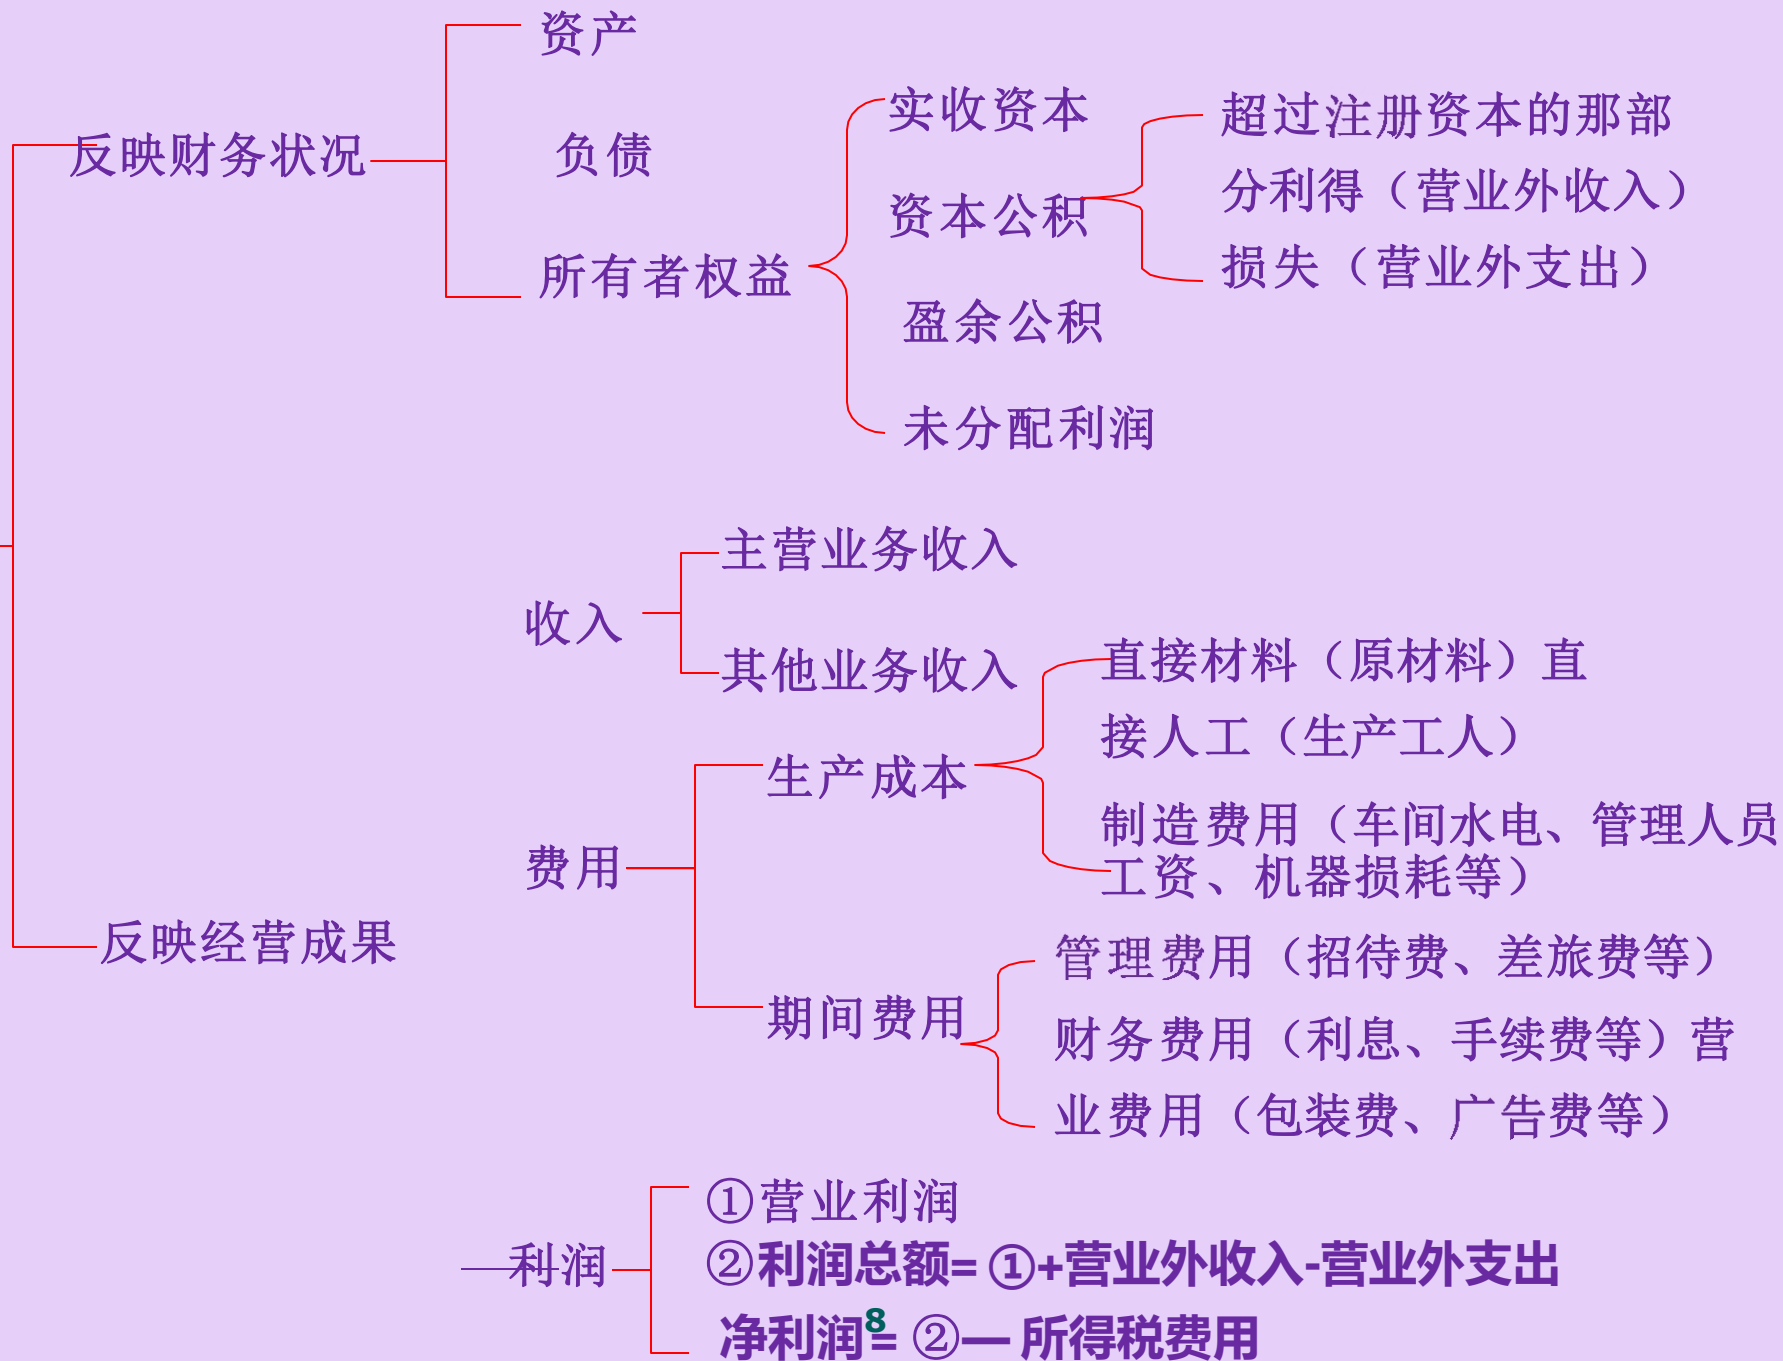 资产
反映财务状况
负债
所有者权益
实收资本
资本公积
盈余公积
未分配利润
超过注册资本的那部
分利得（营业外收入）
损失（营业外支出）
反映经营成果
收入
主营业务收入
其他业务收入
费用
生产成本
直接材料（原材料）直
接人工（生产工人）
制造费用（车间水电、管理人员
工资、机器损耗等）
期间费用
管理费用（招待费、差旅费等）
财务费用（利息、手续费等）营
业费用（包装费、广告费等）
利润
①营业利润
②利润总额= ①+营业外收入-营业外支出
净利润= ②— 所得税费用
8